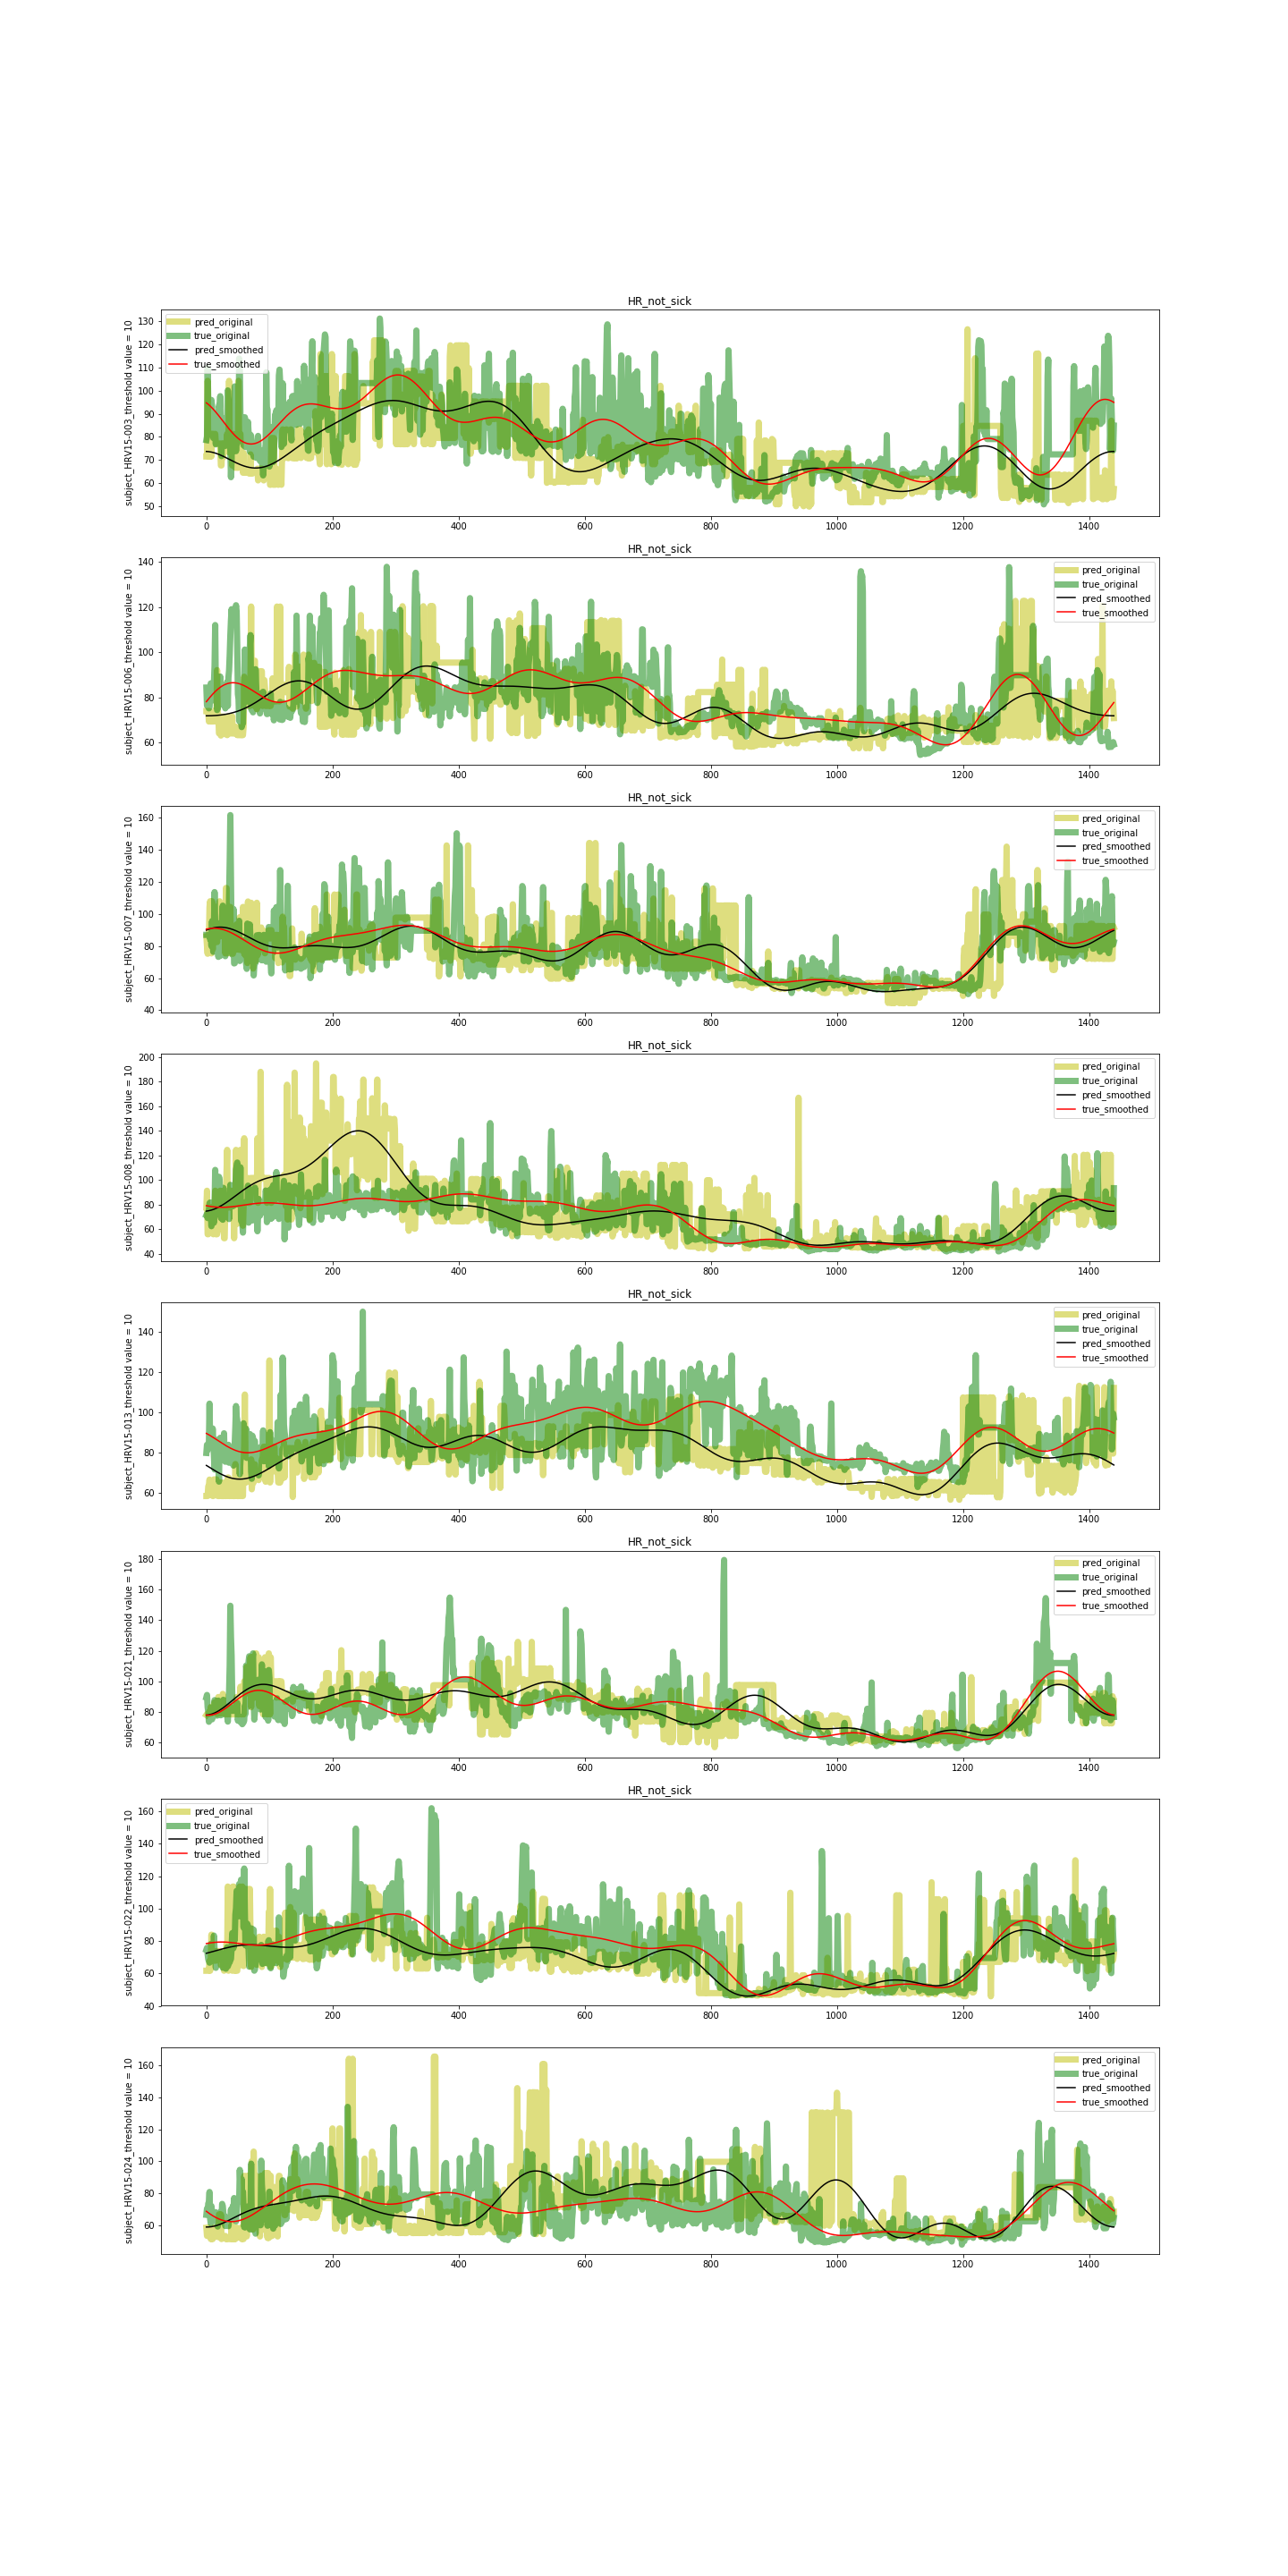 HR_not_sick
subject_HRV15-003_threshold value = 10
130
120
110
100
90
80
70
60
50
pred_original
true_original
pred_smoothed
true_smoothed
0 200 400 600 800 1000 1200 1400
HR_not_sick
subject_HRV15-006_threshold value = 10
140
120
100
80
60
pred_original
true_original
pred_smoothed
true_smoothed
0 200 400 600 800 1000 1200 1400
HR_not_sick
subject_HRV15-007_threshold value = 10
160
140
120
100
80
60
40
pred_original
true_original
pred_smoothed
true_smoothed
0 200 400 600 800 1000 1200 1400
HR_not_sick
subject_HRV15-008_threshold value = 10
200
180
160
140
120
100
80
60
40
pred_original
true_original
pred_smoothed
true_smoothed
0 200 400 600 800 1000 1200 1400
HR_not_sick
subject_HRV15-013_threshold value = 10
140
120
100
80
60
pred_original
true_original
pred_smoothed
true_smoothed
0 200 400 600 800 1000 1200 1400
HR_not_sick
subject_HRV15-021_threshold value = 10
180
160
140
120
100
80
60
pred_original
true_original
pred_smoothed
true_smoothed
0 200 400 600 800 1000 1200 1400
HR_not_sick
subject_HRV15-022_threshold value = 10
160
140
120
100
80
60
40
pred_original
true_original
pred_smoothed
true_smoothed
0 200 400 600 800 1000 1200 1400
subject_HRV15-024_threshold value = 10
160
140
120
100
80
60
pred_original
true_original
pred_smoothed
true_smoothed
0 200 400 600 800 1000 1200 1400